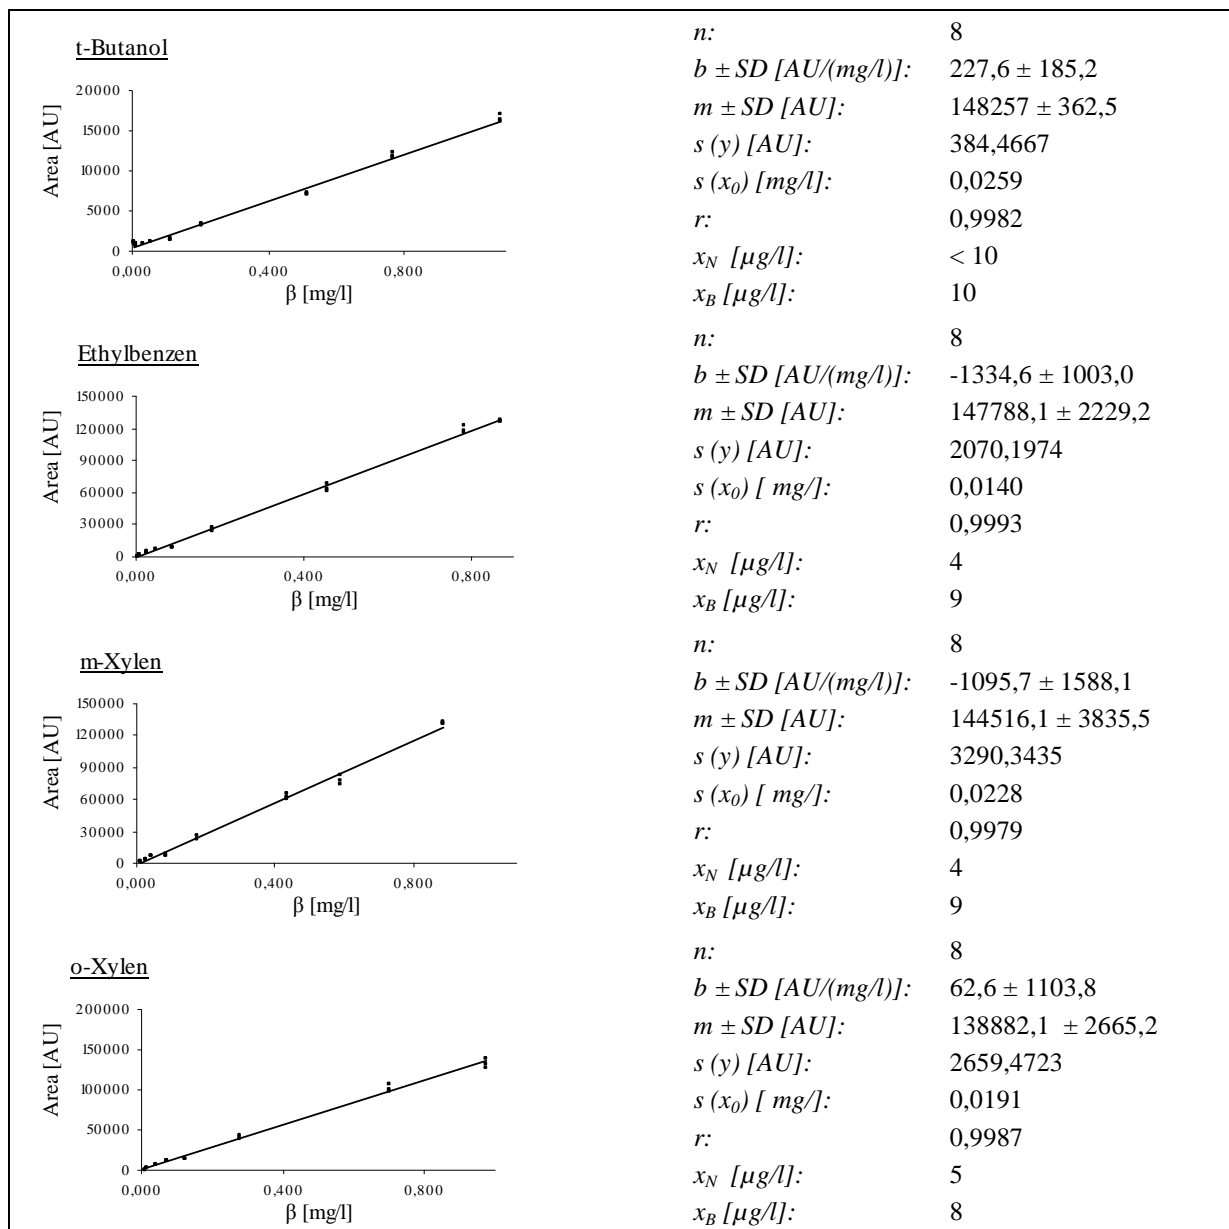 t-Butanol
Area [AU]
20000
15000
10000
5000
0
0,000 0,400 0,800
β [mg/l]
n: 8
b ± SD [AU/(mg/l)]: 227,6 ± 185,2
m ± SD [AU]: 148257 ± 362,5
s (y) [AU]: 384,4667
s (x0) [mg/l]: 0,0259
r: 0,9982
xN [µg/l]: < 10
xB [µg/l]: 10
Ethylbenzen
Area [AU]
150000
120000
90000
60000
30000
0
0,000 0,400 0,800
β [mg/l]
n: 8
b ± SD [AU/(mg/l)]: -1334,6 ± 1003,0
m ± SD [AU]: 147788,1 ± 2229,2
s (y) [AU]: 2070,1974
s (x0) [ mg/]: 0,0140
r: 0,9993
xN [µg/l]: 4
xB [µg/l]: 9
m-Xylen
Area [AU]
150000
120000
90000
60000
30000
0
0,000 0,400 0,800
β [mg/l]
n: 8
b ± SD [AU/(mg/l)]: -1095,7 ± 1588,1
m ± SD [AU]: 144516,1 ± 3835,5
s (y) [AU]: 3290,3435
s (x0) [ mg/]: 0,0228
r: 0,9979
xN [µg/l]: 4
xB [µg/l]: 9
o-Xylen
Area [AU]
200000
150000
100000
50000
0
0,000 0,400 0,800
β [mg/l]
n: 8
b ± SD [AU/(mg/l)]: 62,6 ± 1103,8
m ± SD [AU]: 138882,1 ± 2665,2
s (y) [AU]: 2659,4723
s (x0) [ mg/]: 0,0191
r: 0,9987
xN [µg/l]: 5
xB [µg/l]: 8